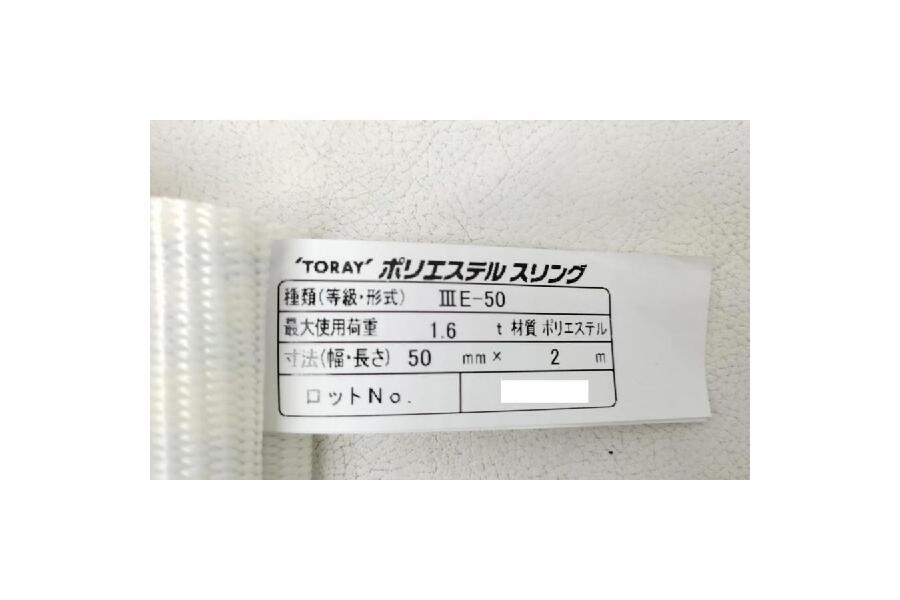 "TORAY" ポリエステルスリング
種類(等級・形式) ⅢE-50
最大使用荷重 1.6 t 材質 ポリエステル
寸法(幅・長さ) 50 mm× 2 m
ロットNo.